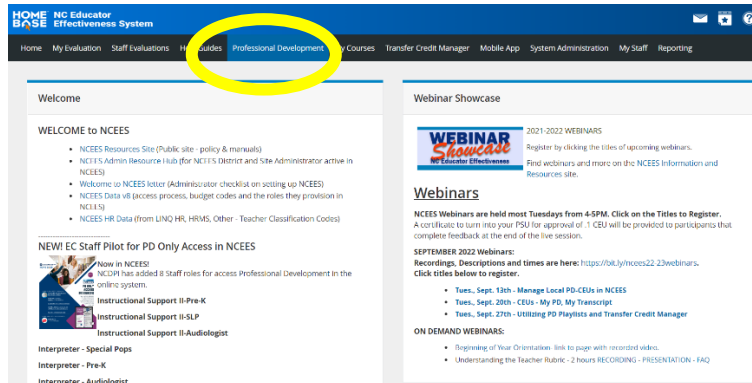 HOME BASE NC Educator Effectiveness System
Home My Evaluation Staff Evaluations Guides Professional Development Courses Transfer Credit Manager Mobile App System Administration My Staff Reporting
Welcome
WELCOME to NCEES
NCEES Resources Site (Public site - policy & manuals)
NCEES Admin Resource Hub (for NCEES District and Site Administrator active in
NCEES)
Welcome to NCEES letter (Administrator checklist on setting up NCEES)
NCEES Data v8 (access process, budget codes and the roles they provision in
NCEES)
NCEES HR Data (from LINQ HR, HRMS, Other - Teacher Classification Codes)
NEW! EC Staff Pilot for PD Only Access in NCEES
Now in NCEES!
NCDPI has added 8 Staff roles for access Professional Development in the
online system.
Instructional Support II-Pre-K
Instructional Support II-SLP
Instructional Support II-Audiologist
Interpreter - Special Pops
Interpreter - Pre-K
Interpreter - Audiologist
Webinar Showcase
WEBINAR
Showcase
NC Educator Effectiveness
2021-2022 WEBINARS
Register by clicking the titles of upcoming webinars.
Find webinars and more on the NCEES Information and
Resources site.
Webinars
NCEES Webinars are held most Tuesdays from 4-5PM. Click on the Titles to Register.
A certificate to turn into your PSU for approval of .1 CEU will be provided to participants that
complete feedback at the end of the live session.
SEPTEMBER 2022 Webinars:
Recordings, Descriptions and times are here: https://bit.ly/ncees22-23webinars.
Click titles below to register.
Tues., Sept. 13th - Manage Local PD-CEUs in NCEES
Tues., Sept. 20th - CEUs - My PD, My Transcript
Tues., Sept. 27th - Utilizing PD Playlists and Transfer Credit Manager
ON DEMAND WEBINARS:
Beginning of Year Orientation- link to page with recorded video.
Understanding the Teacher Rubric - 2 hours RECORDING - PRESENTATION - FAQ